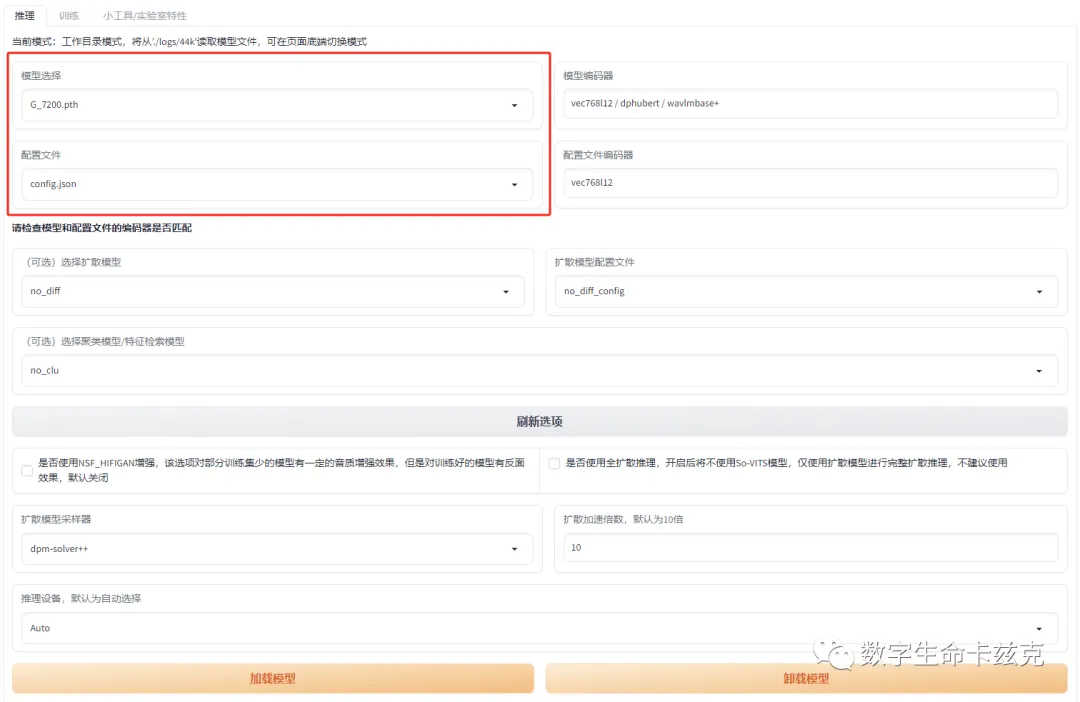 推理 训练 小工具/实验室特性
当前模式：工作目录模式，将从'./logs/44k'读取模型文件，可在页面底端切换模式
模型选择
G_7200.pth
模型编码器
vec768l12 / dphubert / wavlmbase+
配置文件
config.json
配置文件编码器
vec768l12
请检查模型和配置文件的编码器是否匹配
（可选）选择扩散模型
no_diff
扩散模型配置文件
no_diff_config
（可选）选择聚类模型/特征检索模型
no_clu
刷新选项
是否使用NSF_HIFIGAN增强，该选项对部分训练集少的模型有一定的音质增强效果，但是对训练好的模型有反面
效果，默认关闭
是否使用全扩散推理，开启后将不使用So-VITS模型，仅使用扩散模型进行完整扩散推理，不建议使用
扩散模型采样器
dpm-solver++
扩散加速倍数，默认为10倍
10
推理设备，默认为自动选择
Auto
数字生命卡兹克
加载模型
卸载模型